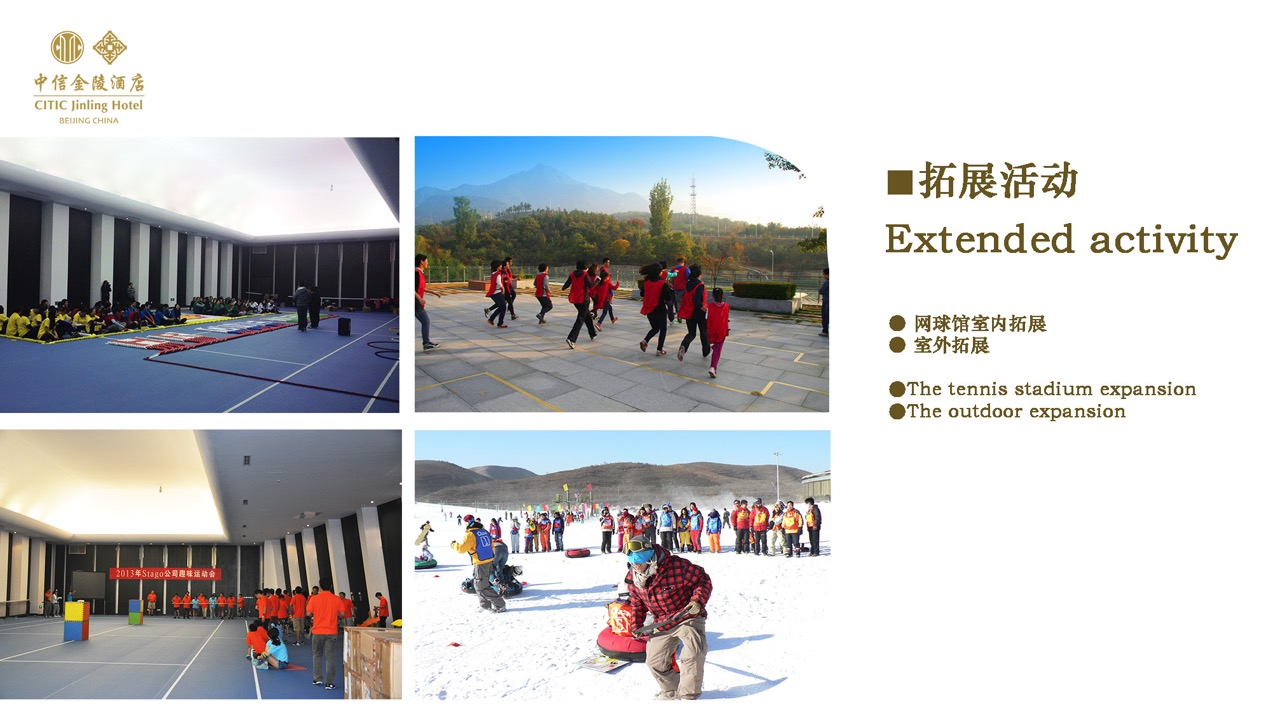 中信金陵酒店
CITIC Jinling Hotel
BEIJING CHINA
■拓展活动
Extended activity
● 网球馆室内拓展
● 室外拓展
●The tennis stadium expansion
●The outdoor expansion
2013年Stago公司趣味运动会